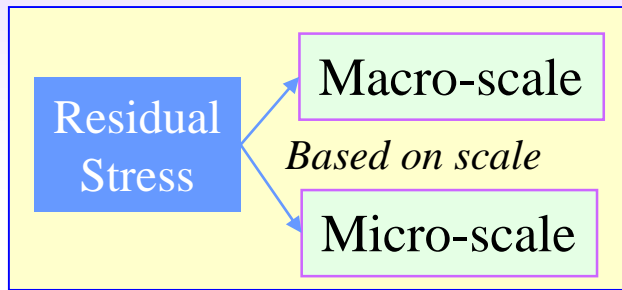 Residual
Stress
Macro-scale
Based on scale
Micro-scale